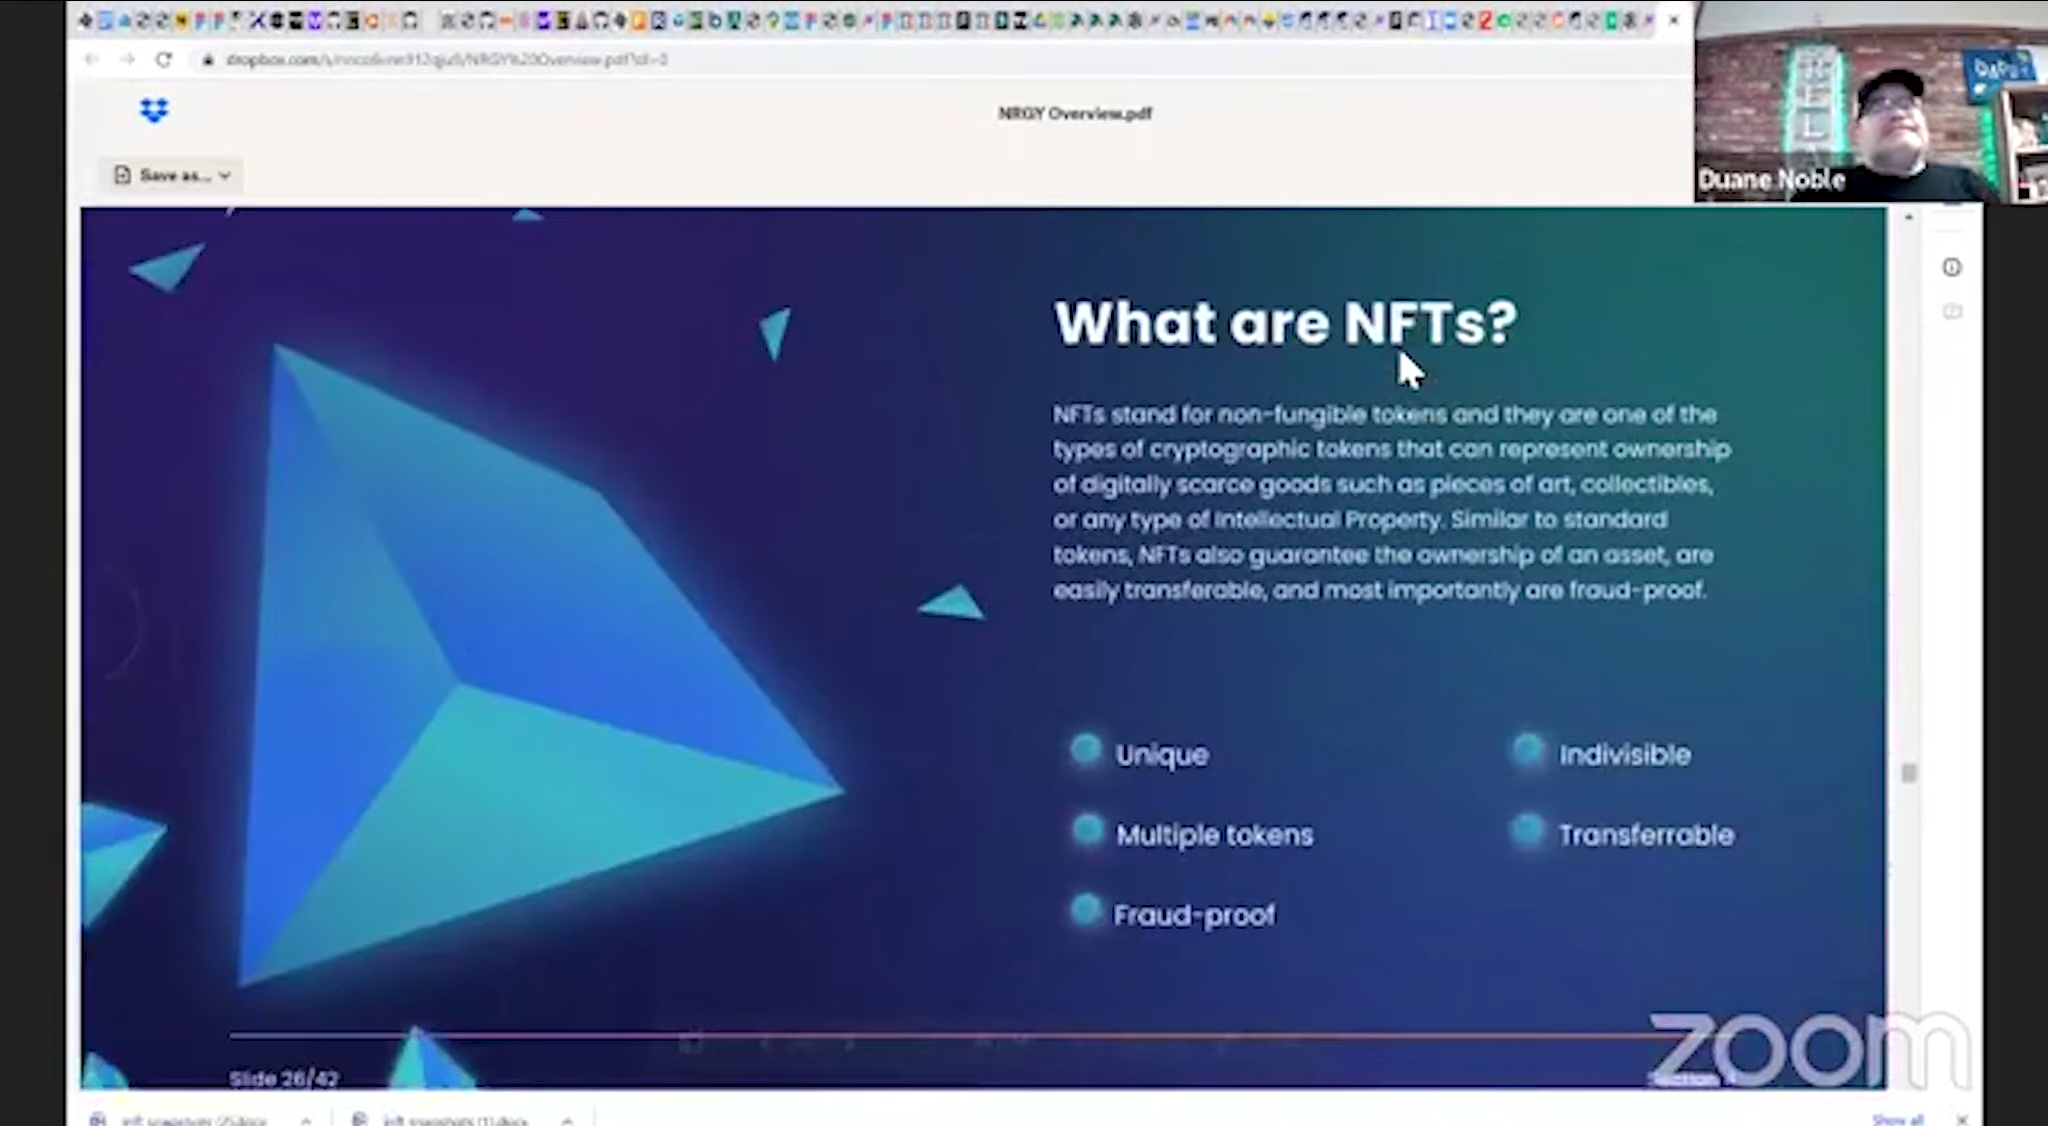 NRGY Overview.pdf
Save as...
Duane Noble
What are NFTs?
NFTs stand for non-fungible tokens and they are one of the
types of cryptographic tokens that can represent ownership
of digitally scarce goods such as pieces of art, collectibles,
or any type of Intellectual Property. Similar to standard
tokens, NFTs also guarantee the ownership of an asset, are
easily transferable, and most importantly are fraud-proof.
Unique
Indivisible
Multiple tokens
Transferrable
Fraud-proof
zoom
Slide 26/42
Show all